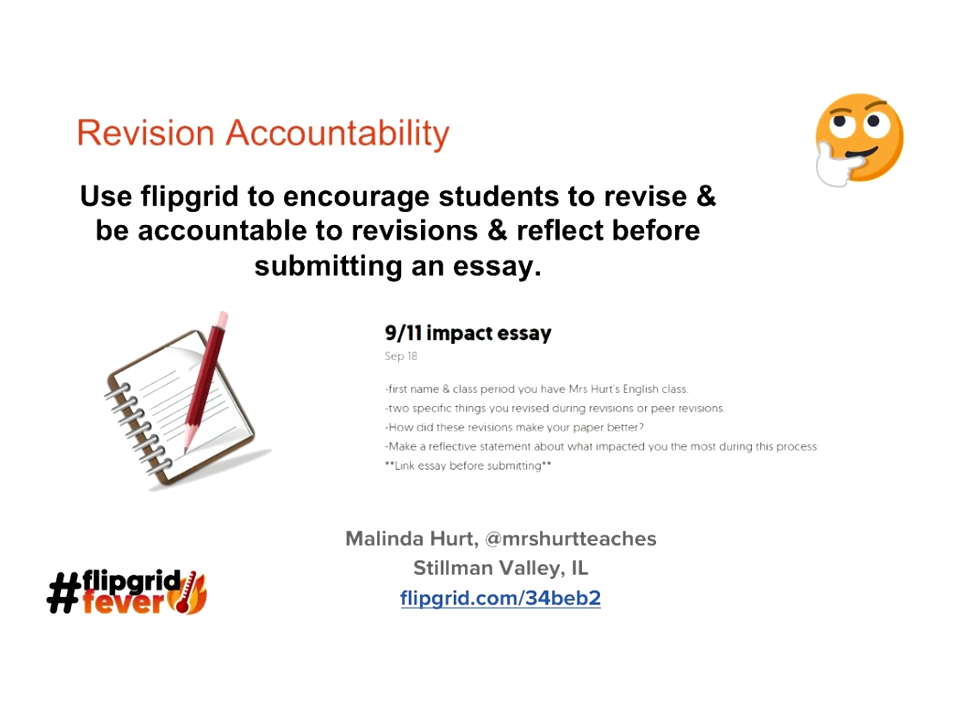 Revision Accountability
Use flipgrid to encourage students to revise &
be accountable to revisions & reflect before
submitting an essay.
9/11 impact essay
Sep 18
-first name & class period you have Mrs Hurt's English class.
-two specific things you revised during revisions or peer revisions.
-How did these revisions make your paper better?
-Make a reflective statement about what impacted you the most during this process
**Link essay before submitting**
Malinda Hurt, @mrshurtteaches
Stillman Valley, IL
flipgrid.com/34beb2
#flipgrid
fever